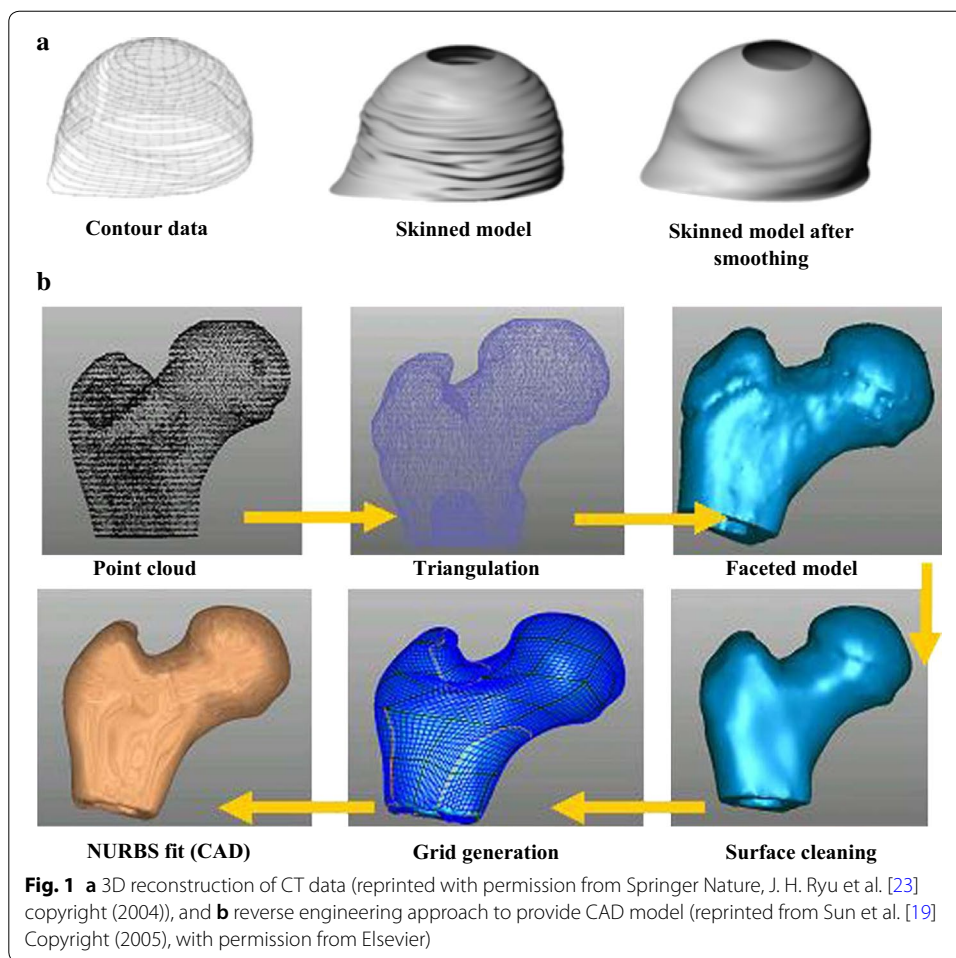 a
Contour data
Skinned model
Skinned model after
smoothing
b
Point cloud
Triangulation
Faceted model
NURBS fit (CAD)
Grid generation
Surface cleaning
Fig. 1 a 3D reconstruction of CT data (reprinted with permission from Springer Nature, J. H. Ryu et al. [23]
copyright (2004)), and b reverse engineering approach to provide CAD model (reprinted from Sun et al. [19]
Copyright (2005), with permission from Elsevier)